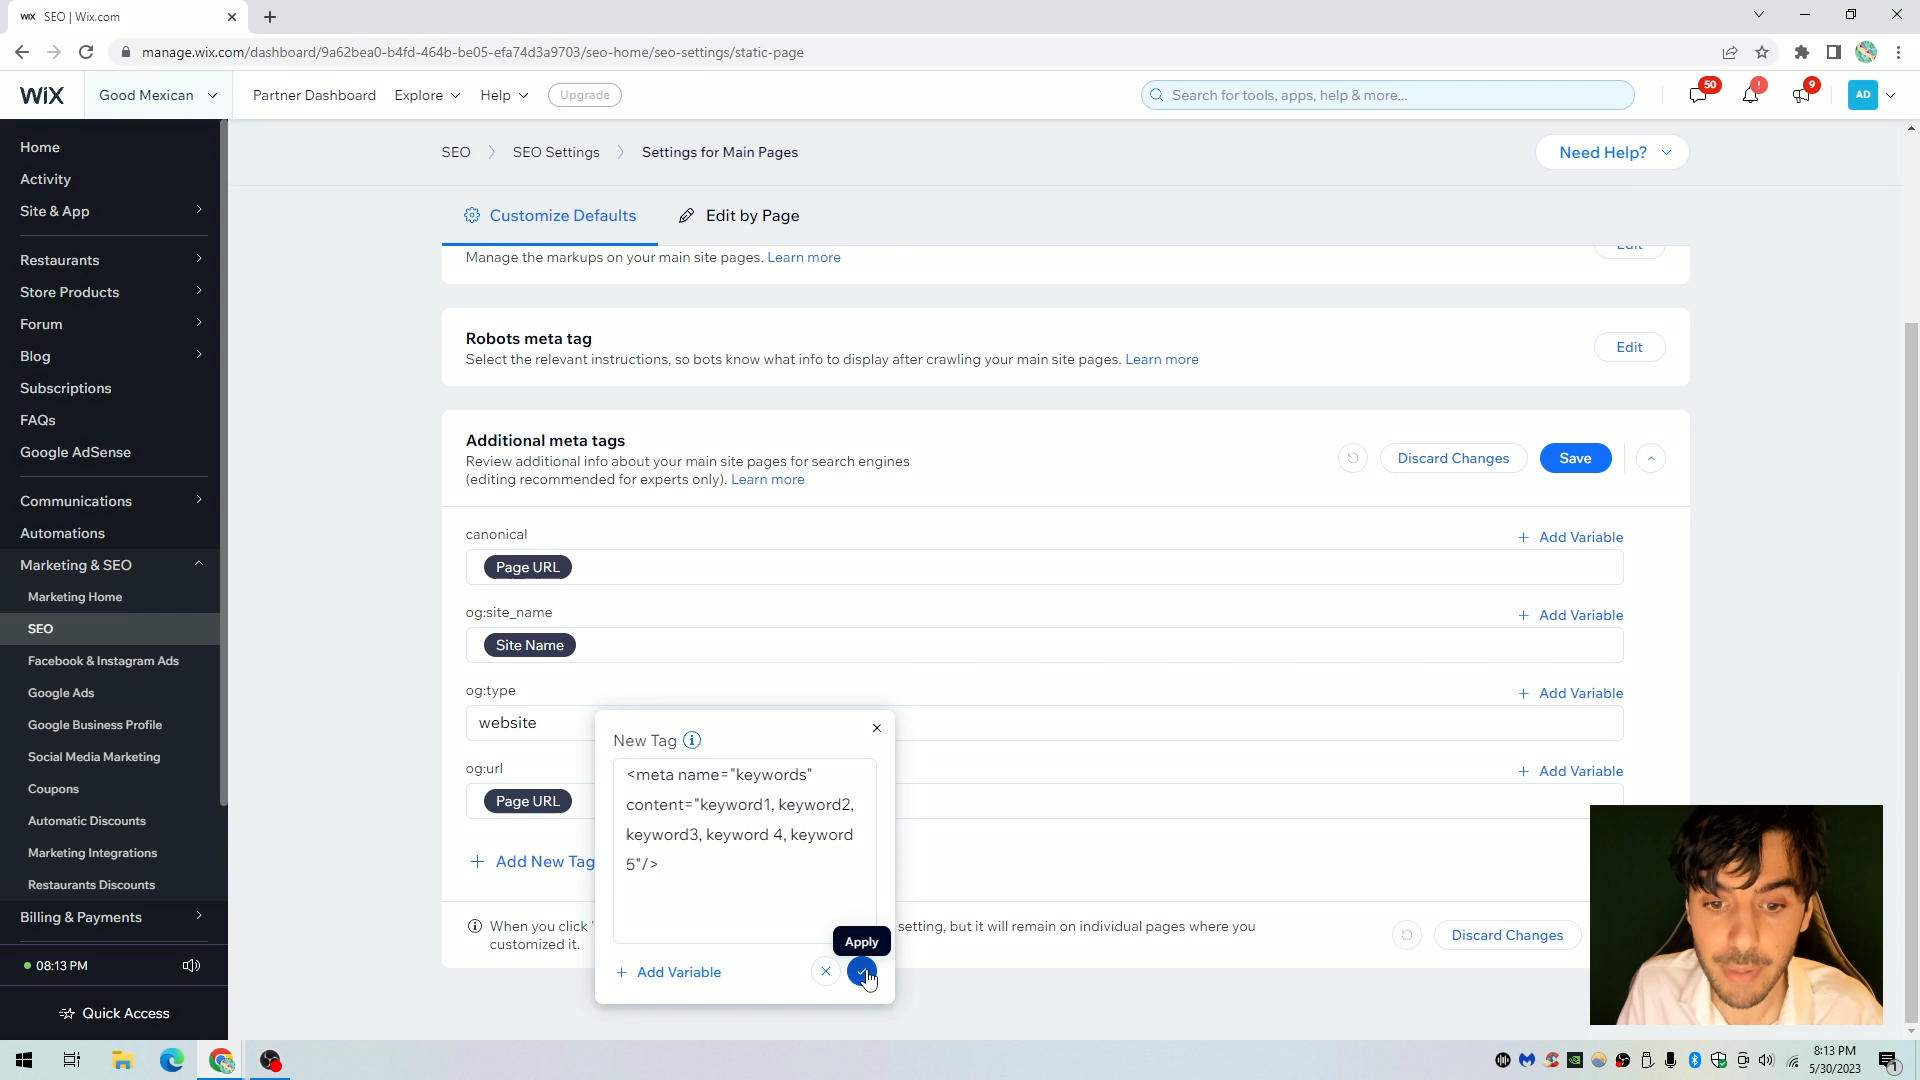 WIX SEO | Wix.com
manage.wix.com/dashboard/9a62bea0-b4fd-464b-be05-efa74d3a9703/seo-home/seo-settings/static-page
WIX
Good Mexican
Partner Dashboard
Explore
Help
Upgrade
Search for tools, apps, help & more...
50
!
9
AD
Home
Activity
Site & App
Restaurants
Store Products
Forum
Blog
Subscriptions
FAQs
Google AdSense
Communications
Automations
Marketing & SEO
Marketing Home
SEO
Facebook & Instagram Ads
Google Ads
Google Business Profile
Social Media Marketing
Coupons
Automatic Discounts
Marketing Integrations
Restaurants Discounts
Billing & Payments
08:13 PM
Quick Access
SEO > SEO Settings > Settings for Main Pages
Need Help?
Customize Defaults
Edit by Page
Edit
Manage the markups on your main site pages. Learn more
Robots meta tag
Select the relevant instructions, so bots know what info to display after crawling your main site pages. Learn more
Edit
Additional meta tags
Review additional info about your main site pages for search engines
(editing recommended for experts only). Learn more
Discard Changes
Save
canonical
+ Add Variable
Page URL
og:site_name
+ Add Variable
Site Name
og:type
+ Add Variable
website
og:url
+ Add Variable
Page URL
+ Add New Tag
New Tag
<meta name="keywords"
content="keyword1, keyword2,
keyword3, keyword 4, keyword
5"/>
Apply
+ Add Variable
When you click ' setting, but it will remain on individual pages where you
customized it.
Discard Changes
8:13 PM
5/30/2023
1